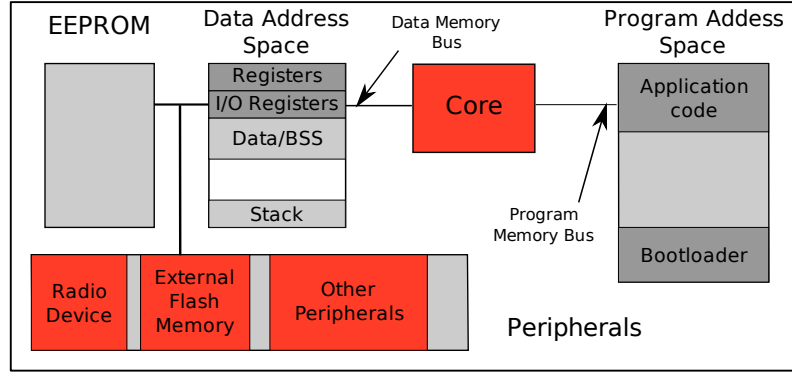 EEPROM
Data Address
Space
Data Memory
Bus
Program Addess
Space
Registers
I/O Registers
Data/BSS
Stack
Core
Application
code
Program
Memory Bus
Bootloader
Radio
Device
External
Flash
Memory
Other
Peripherals
Peripherals